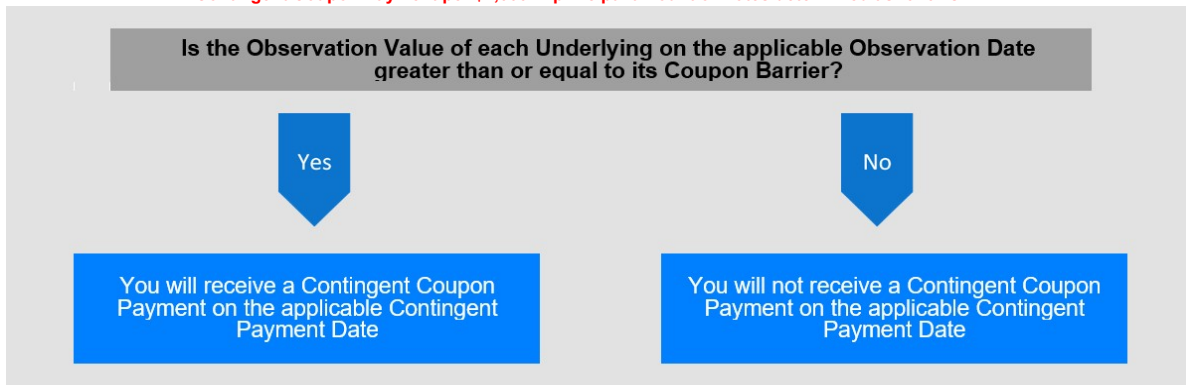 Is the Observation Value of each Underlying on the applicable Observation Date
greater than or equal to its Coupon Barrier?
Yes
No
You will receive a Contingent Coupon
Payment on the applicable Contingent
Payment Date
You will not receive a Contingent Coupon
Payment on the applicable Contingent
Payment Date